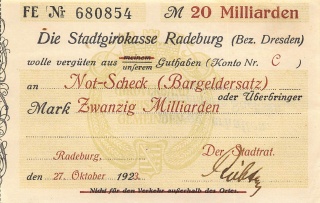 FE № 680854 M 20 Milliarden
Die Stadtgirokasse Radeburg (Bez. Dresden)
wolle vergüten aus meinem unserem Guthaben (Konto Nr. C )
an Not-Scheck (Bargeldersatz) oder Überbringer
Mark Zwanzig Milliarden
Radeburg,
Der Stadtrat.
den 27. Oktober 1923.
Nicht für den Verkehr außerhalb des Ortes.